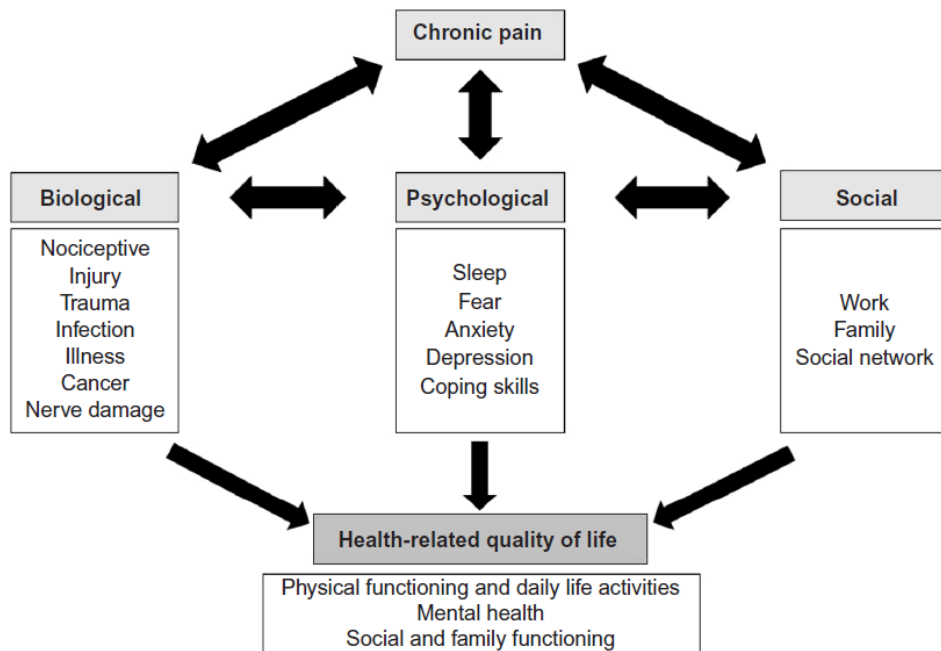 Chronic pain
Biological
Nociceptive
Injury
Trauma
Infection
Illness
Cancer
Nerve damage
Psychological
Sleep
Fear
Anxiety
Depression
Coping skills
Social
Work
Family
Social network
Health-related quality of life
Physical functioning and daily life activities
Mental health
Social and family functioning